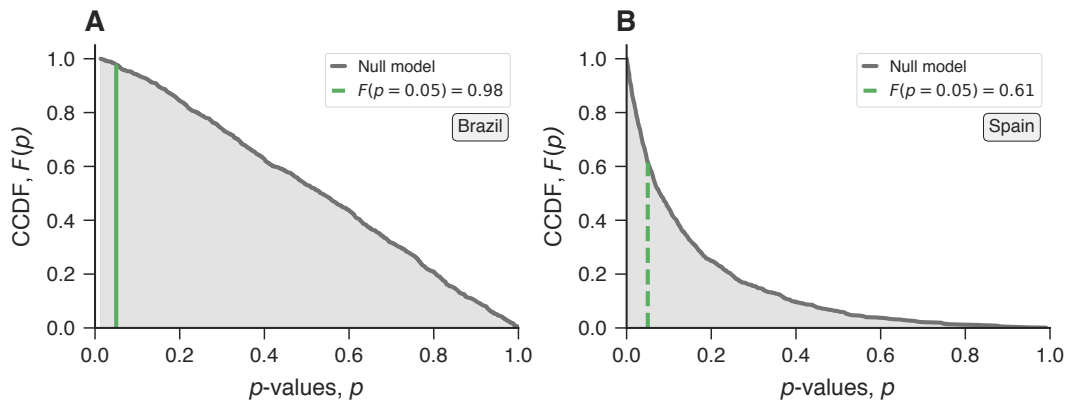 A
CCDF, F(p)
1.0
0.8
0.6
0.4
0.2
0.0
Null model
F(p = 0.05) = 0.98
Brazil
0.0 0.2 0.4 0.6 0.8 1.0
p-values, p
B
CCDF, F(p)
1.0
0.8
0.6
0.4
0.2
0.0
Null model
F(p = 0.05) = 0.61
Spain
0.0 0.2 0.4 0.6 0.8 1.0
p-values, p